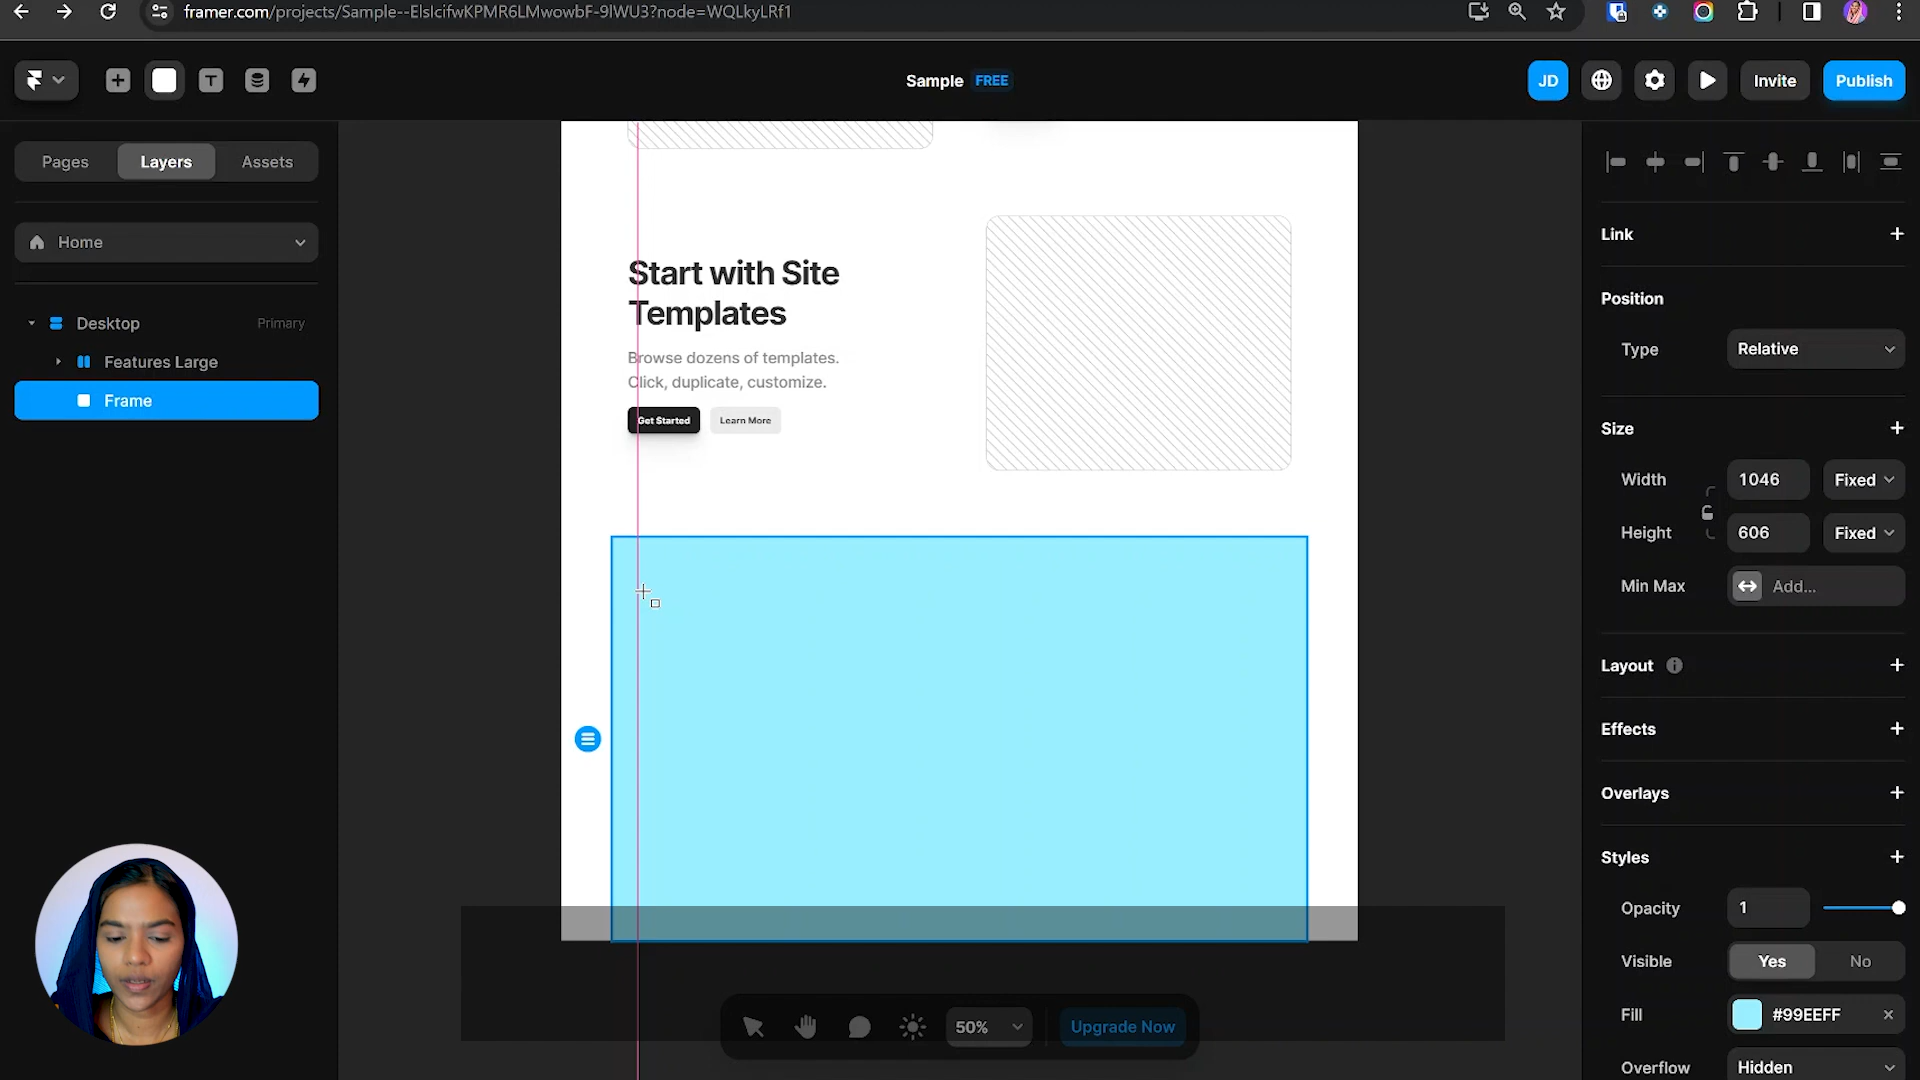 framer.com/projects/Sample--ElslcifwKPMR6LMwowbF-9lWU3?node=WQLkyLRf1
Sample FREE
JD
Invite
Publish
Pages
Layers
Assets
Home
Desktop
Primary
Features Large
Frame
Start with Site
Templates
Browse dozens of templates.
Click, duplicate, customize.
Get Started
Learn More
50%
Upgrade Now
Link
Position
Type
Relative
Size
Width
1046
Fixed
Height
606
Fixed
Min Max
Add...
Layout
Effects
Overlays
Styles
Opacity
1
Visible
Yes
No
Fill
#99EEFF
Overflow
Hidden